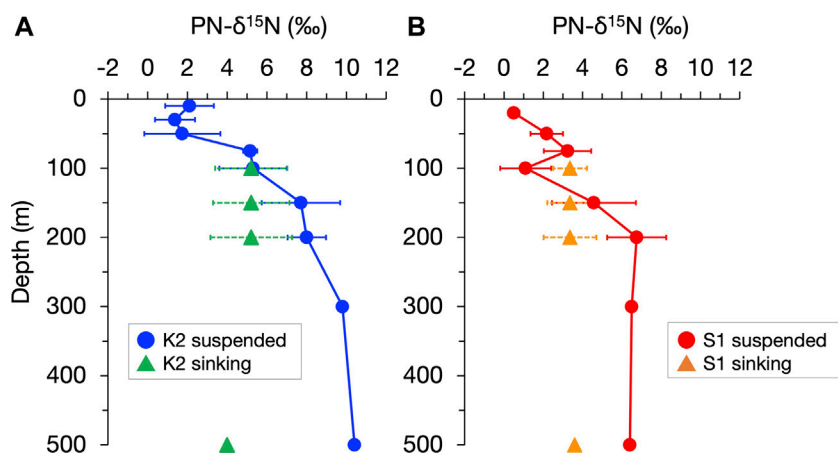 A
PN-δ¹⁵N (‰)
-2 0 2 4 6 8 10 12
0
100
200
300
400
500
Depth (m)
K2 suspended
K2 sinking
B
PN-δ¹⁵N (‰)
-2 0 2 4 6 8 10 12
0
100
200
300
400
500
S1 suspended
S1 sinking